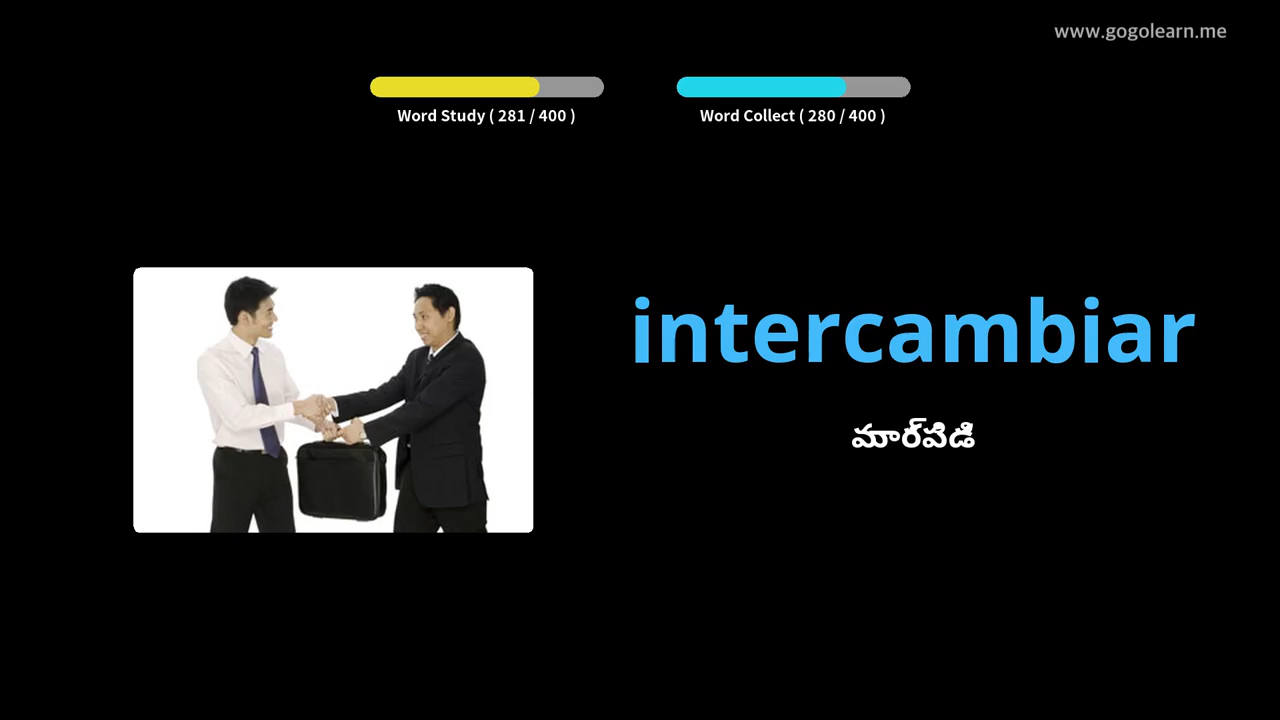 www.gogolearn.me
Word Study ( 281 / 400 )
Word Collect ( 280 / 400 )
intercambiar
మార్‌పిడి